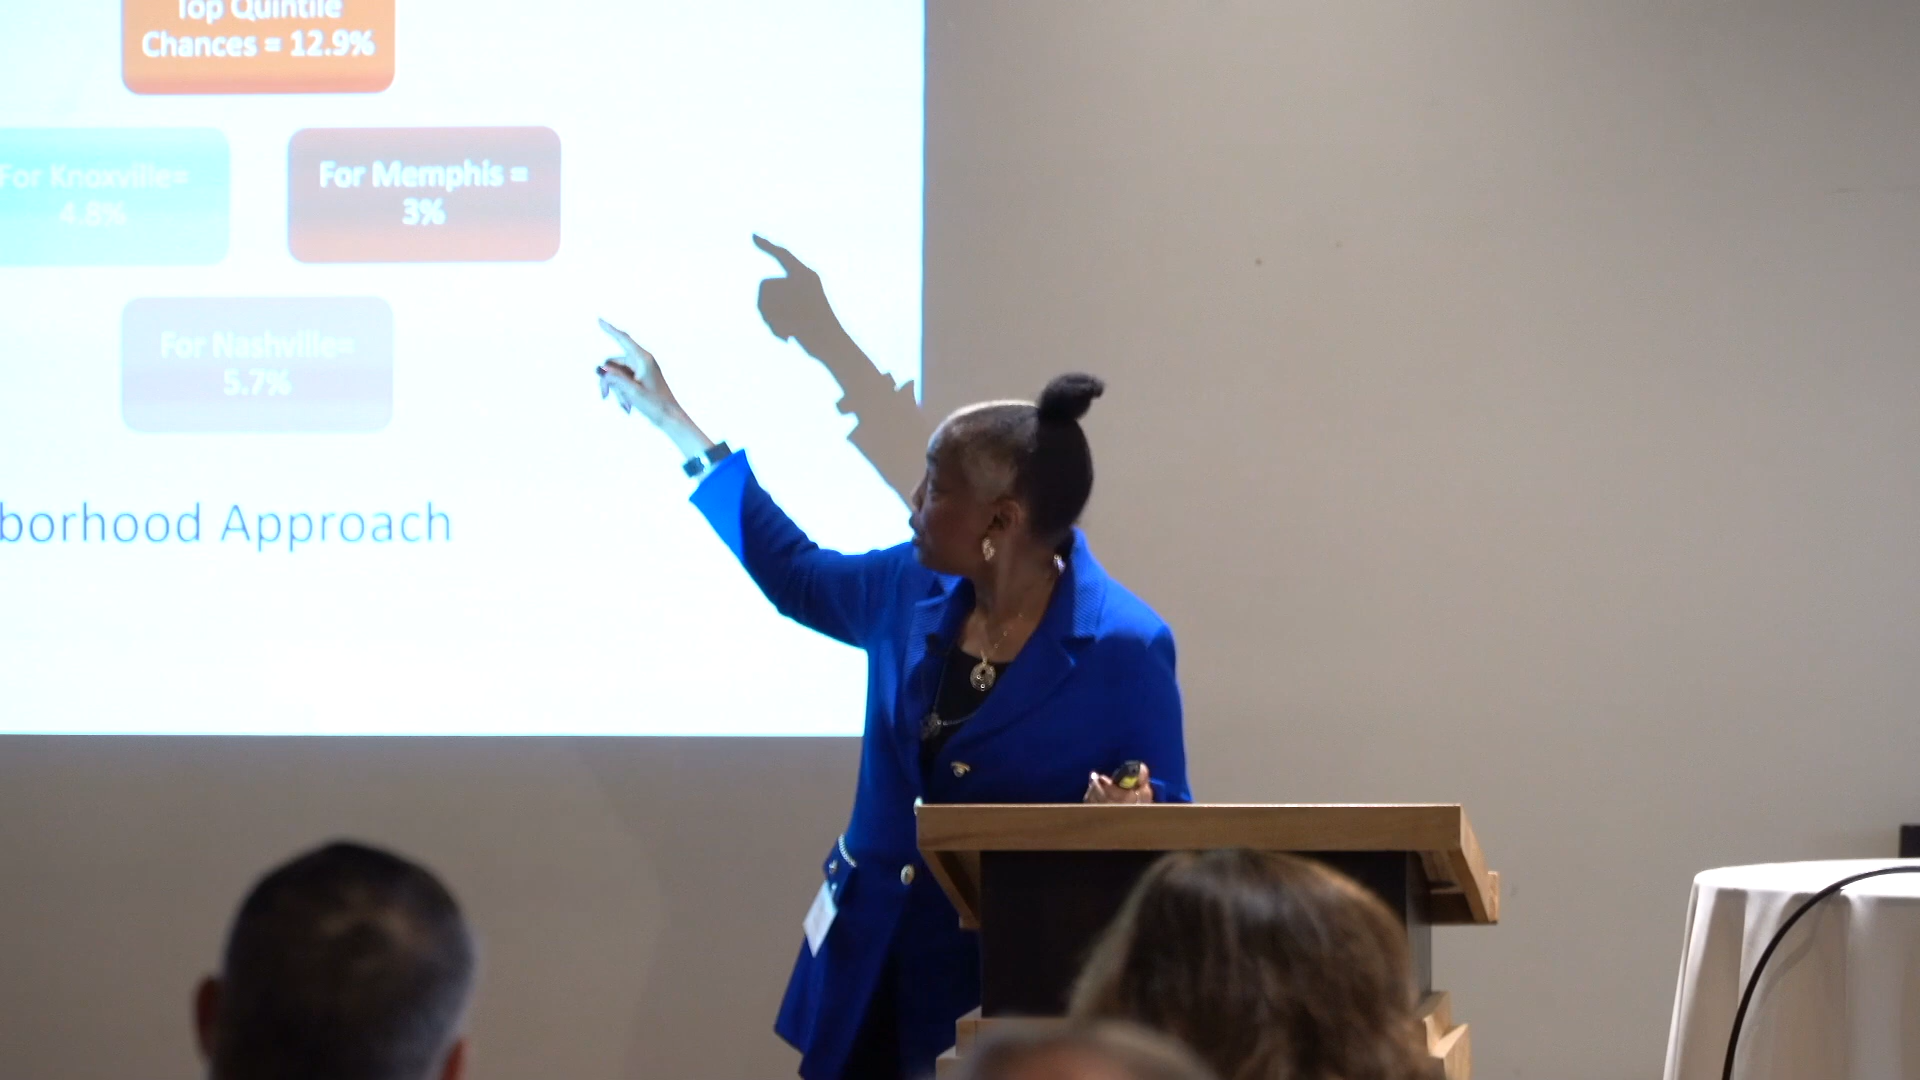 Top Quintile
Chances = 12.9%
For Knoxville=
4.8%
For Memphis =
3%
For Nashville=
5.7%
borhood Approach